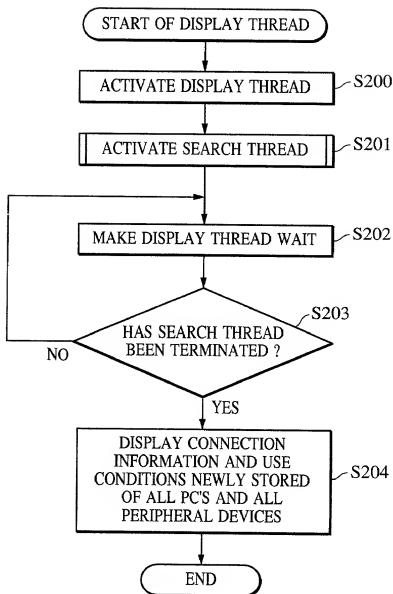 START OF DISPLAY THREAD
ACTIVATE DISPLAY THREAD
S200
ACTIVATE SEARCH THREAD
S201
MAKE DISPLAY THREAD WAIT
S202
S203
HAS SEARCH THREAD
BEEN TERMINATED ?
NO
YES
DISPLAY CONNECTION
INFORMATION AND USE
CONDITIONS NEWLY STORED
OF ALL PC'S AND ALL
PERIPHERAL DEVICES
S204
END